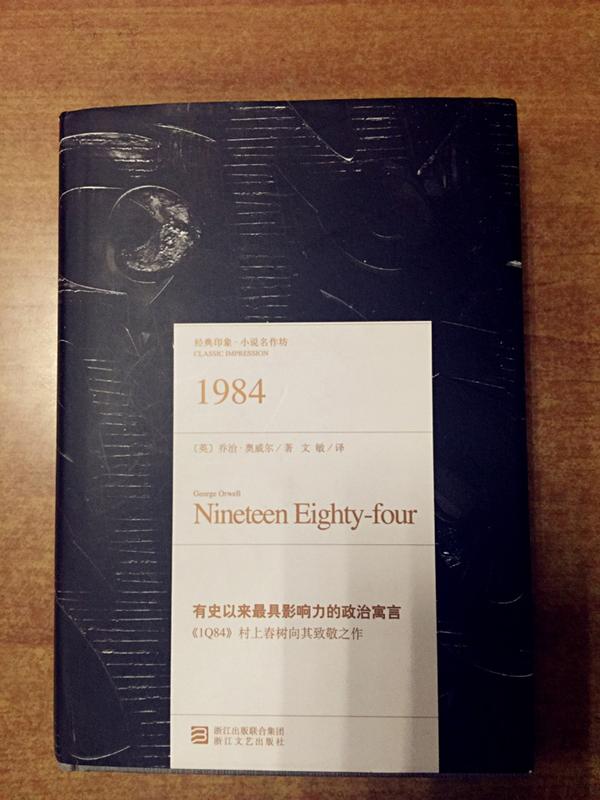 经典印象·小说名作坊
CLASSIC IMPRESSION
1984
〔英〕乔治·奥威尔／著 文敏／译
George Orwell
Nineteen Eighty-four
有史以来最具影响力的政治寓言
《1Q84》村上春树向其致敬之作
浙江出版联合集团
浙江文艺出版社